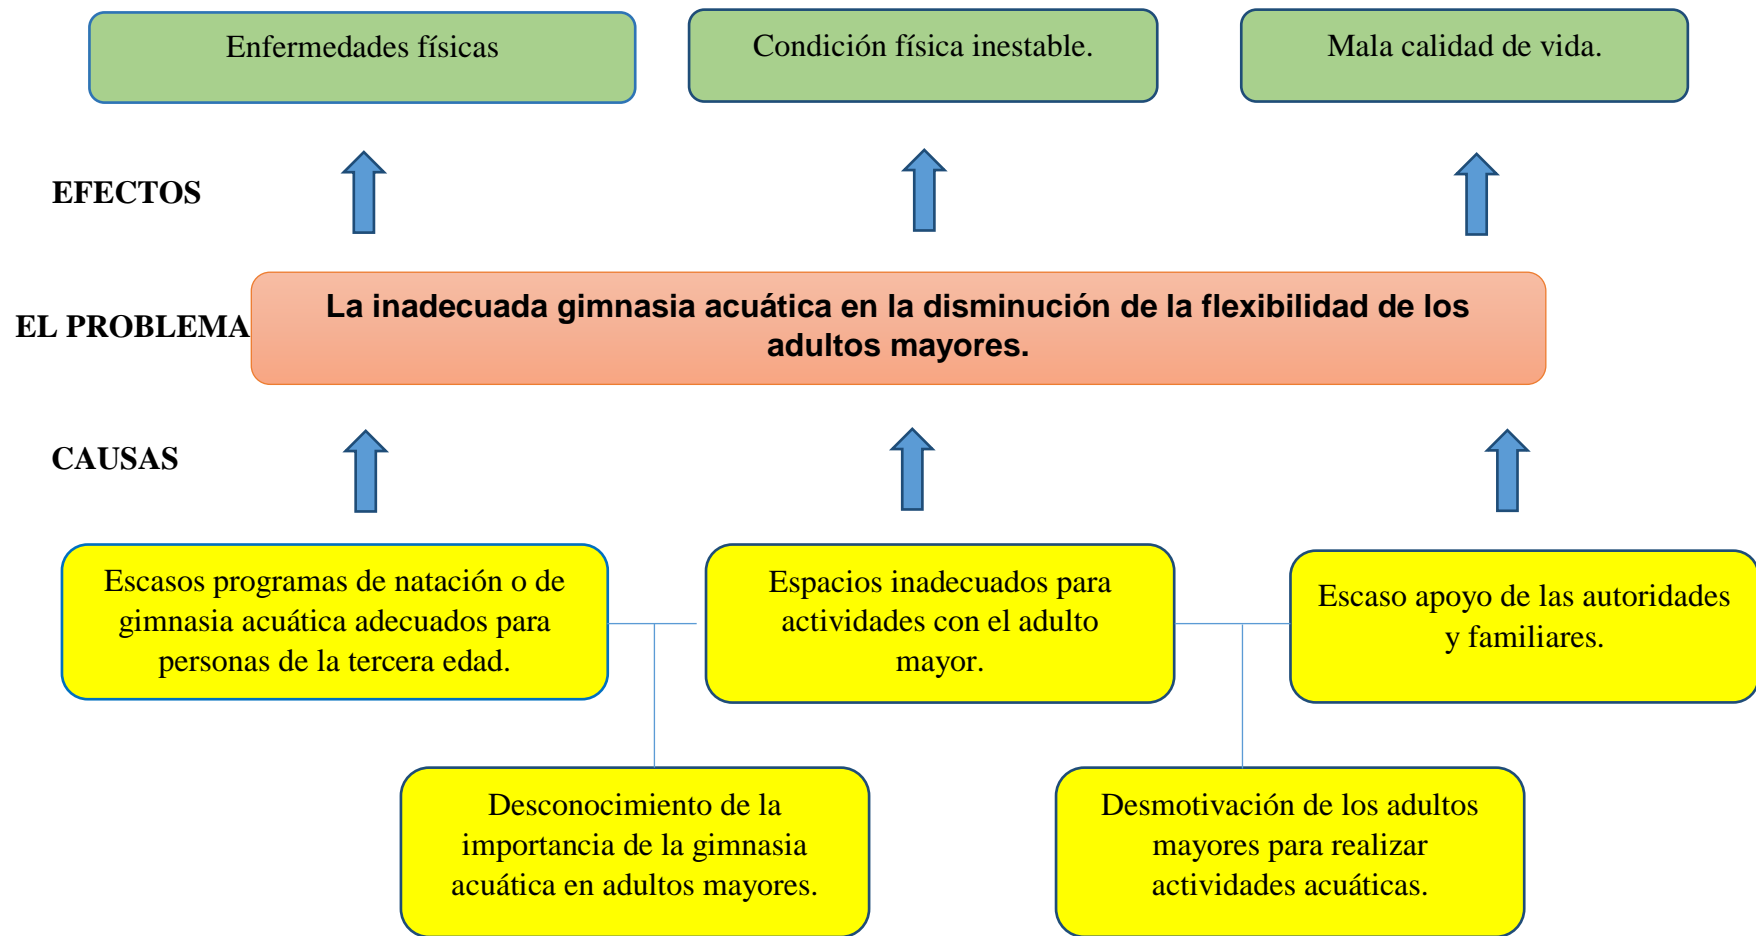 Enfermedades físicas
Condición física inestable.
Mala calidad de vida.
EFECTOS
EL PROBLEMA
La inadecuada gimnasia acuática en la disminución de la flexibilidad de los
adultos mayores.
CAUSAS
Escasos programas de natación o de
gimnasia acuática adecuados para
personas de la tercera edad.
Espacios inadecuados para
actividades con el adulto
mayor.
Escaso apoyo de las autoridades
y familiares.
Desconocimiento de la
importancia de la gimnasia
acuática en adultos mayores.
Desmotivación de los adultos
mayores para realizar
actividades acuáticas.